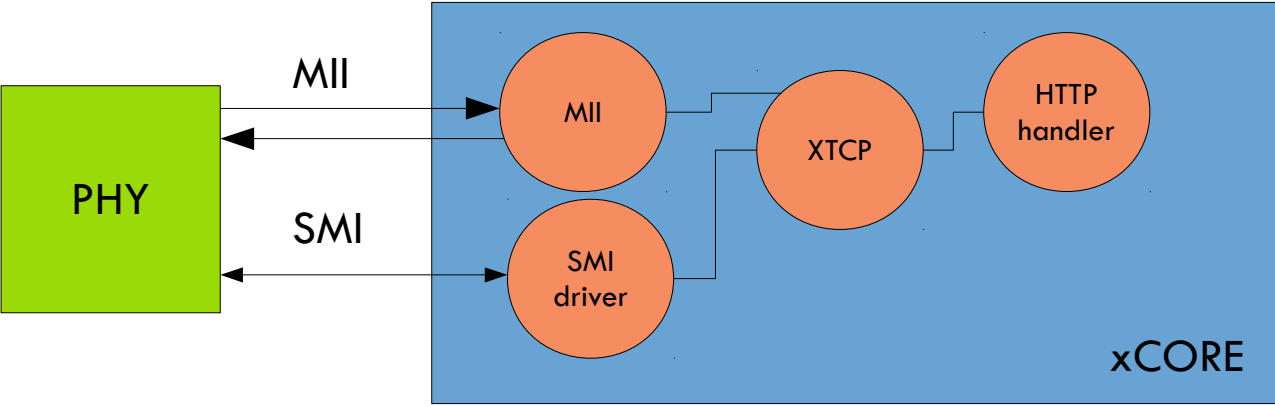 MII
PHY
SMI
MII
SMI
driver
XTCP
HTTP
handler
xCORE